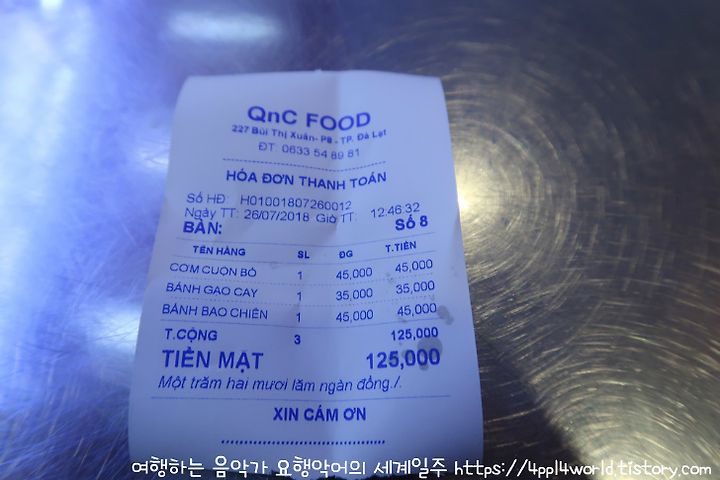 QnC FOOD
227 Bùi Thị Xuân- P8 - TP. Đà Lạt
ĐT: 0633 54 89 81
HÓA ĐƠN THANH TOÁN
Số HĐ: H01001807260012
Ngày TT: 26/07/2018 Giờ TT: 12:46:32
BÀN: Số 8
TÊN HÀNG SL ĐG T.TIỀN
CƠM CUỘN BÒ 1 45,000 45,000
BÁNH GẠO CAY 1 35,000 35,000
BÁNH BAO CHIÊN 1 45,000 45,000
T.CỘNG 3 125,000
TIỀN MẶT 125,000
Một trăm hai mươi lăm ngàn đồng./.
XIN CÁM ƠN
여행하는 음악가 요행악어의 세계일주 https://4ppl4world.tistory.com